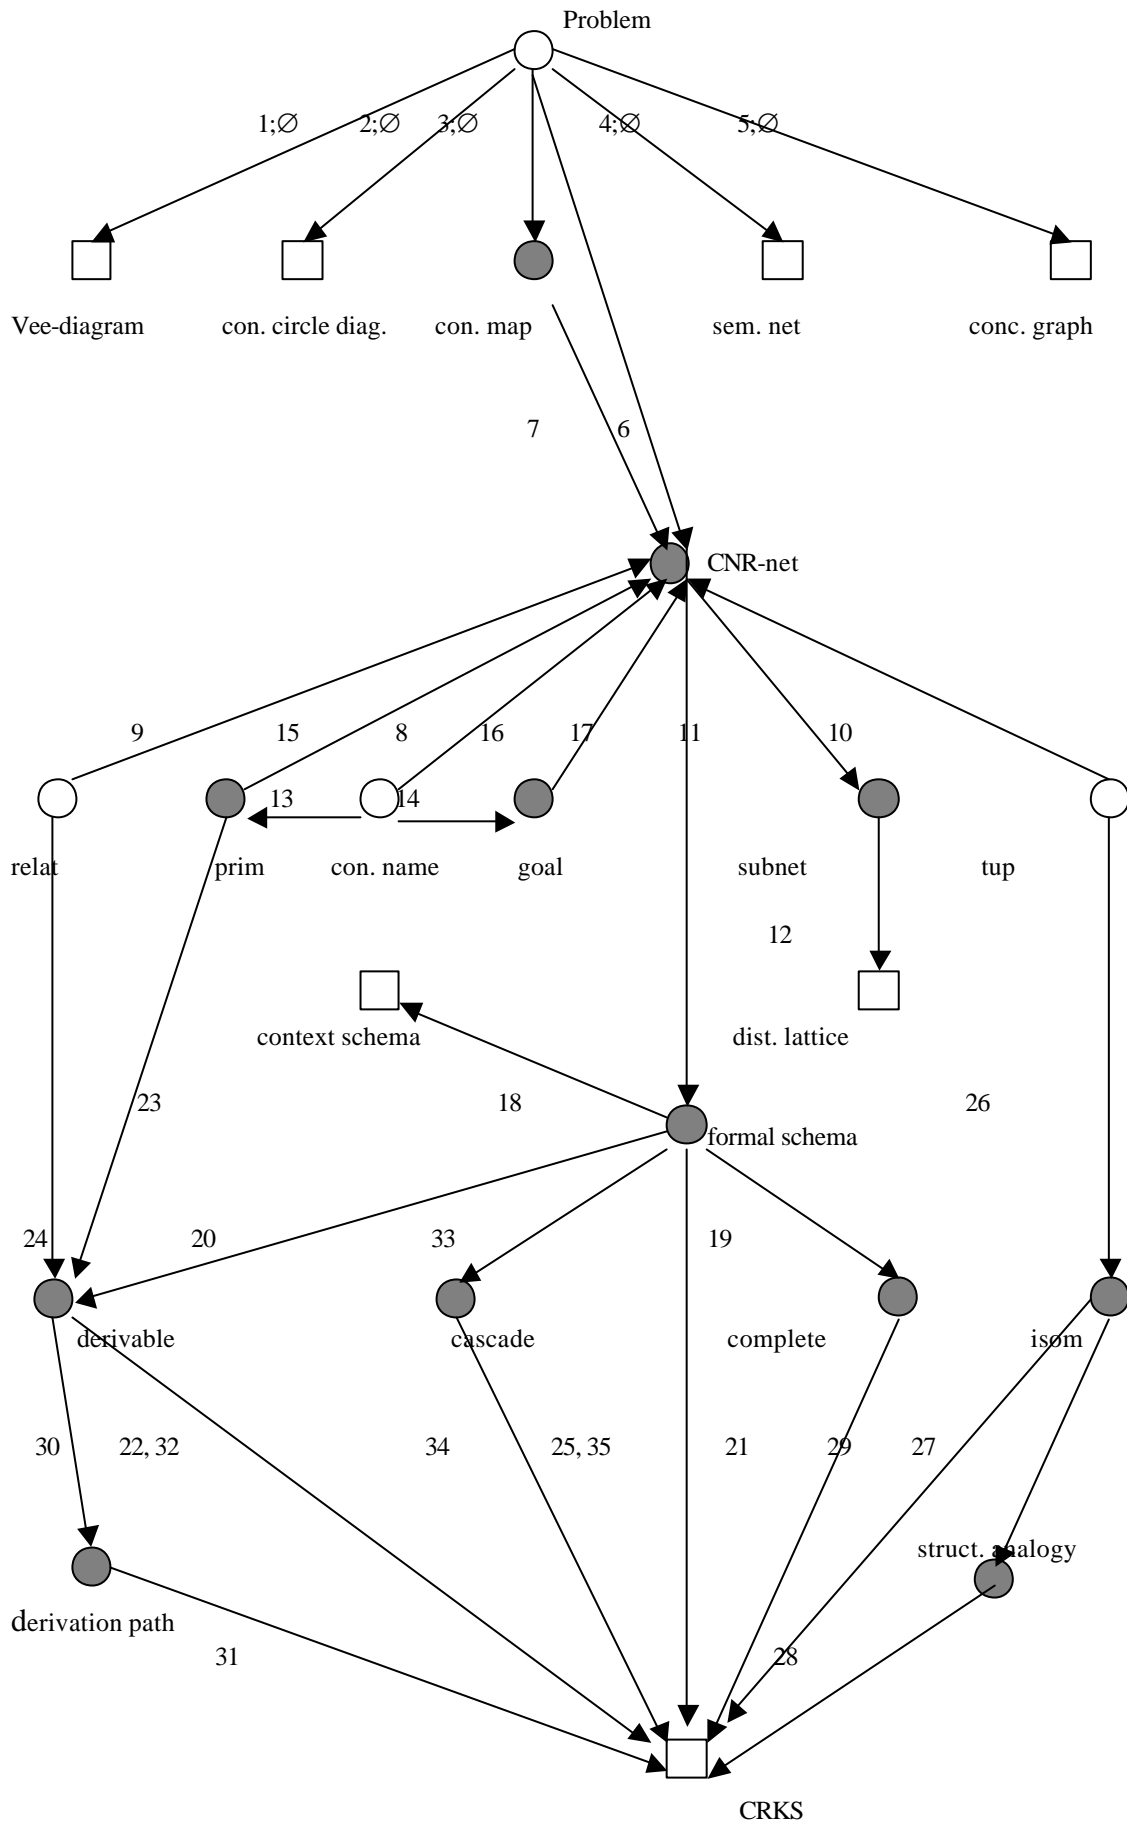 Problem
1;∅ 2;∅ 3;∅ 4;∅ 5;∅
Vee-diagram con. circle diag. con. map sem. net conc. graph
7 6
CNR-net
9 15 8 16 17 11 10
13 14
relat prim con. name goal subnet tup
12
context schema dist. lattice
23 18 26
formal schema
24 20 33 19
derivable cascade complete isom
30 22, 32 34 25, 35 21 29 27
struct. analogy
derivation path
31 28
CRKS